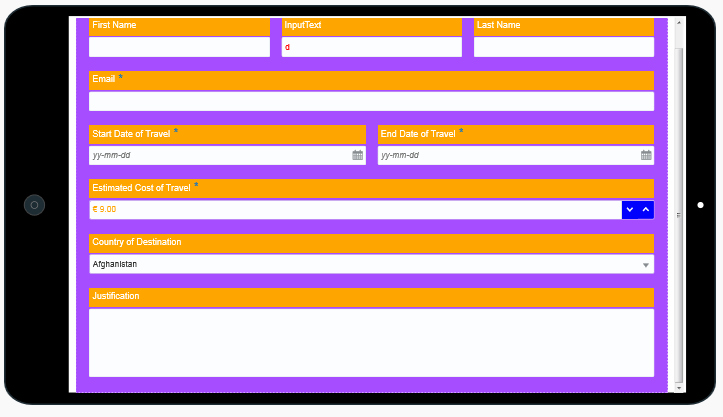 First Name InputText Last Name
d
Email *
Start Date of Travel * End Date of Travel *
yy-mm-dd yy-mm-dd
Estimated Cost of Travel *
€ 9.00
Country of Destination
Afghanistan
Justification